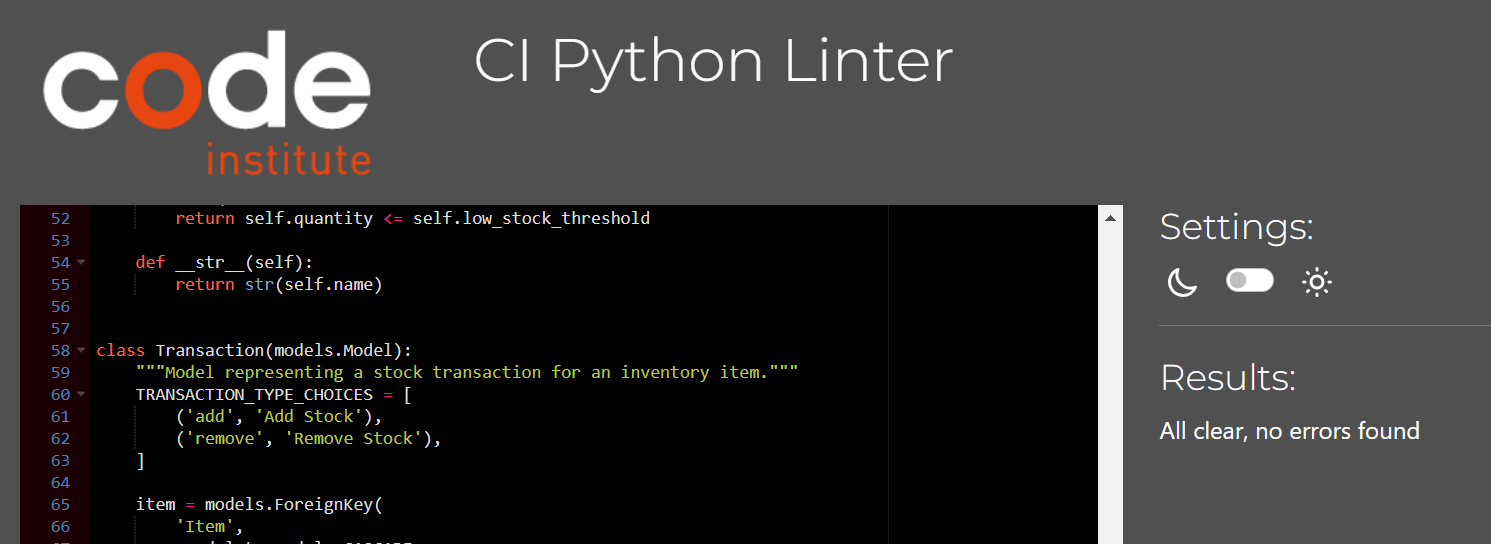 code
institute
CI Python Linter
52 return self.quantity <= self.low_stock_threshold
53
54 def __str__(self):
55 return str(self.name)
56
57
58 class Transaction(models.Model):
59 """Model representing a stock transaction for an inventory item."""
60 TRANSACTION_TYPE_CHOICES = [
61 ('add', 'Add Stock'),
62 ('remove', 'Remove Stock'),
63 ]
64
65 item = models.ForeignKey(
66 'Item',
Settings:
Results:
All clear, no errors found